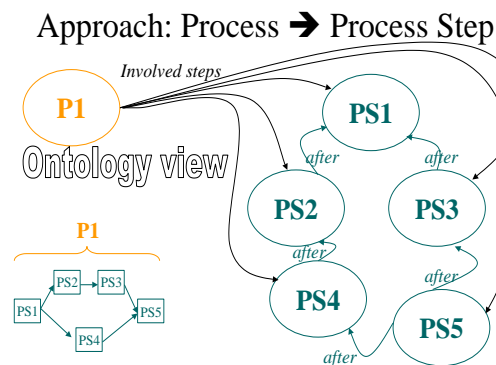 Approach: Process ➔ Process Step
Involved steps
P1
PS1
Ontology view
after
after
PS2
PS3
P1
after
after
PS2
PS3
PS4
PS1
PS5
PS5
PS4
after